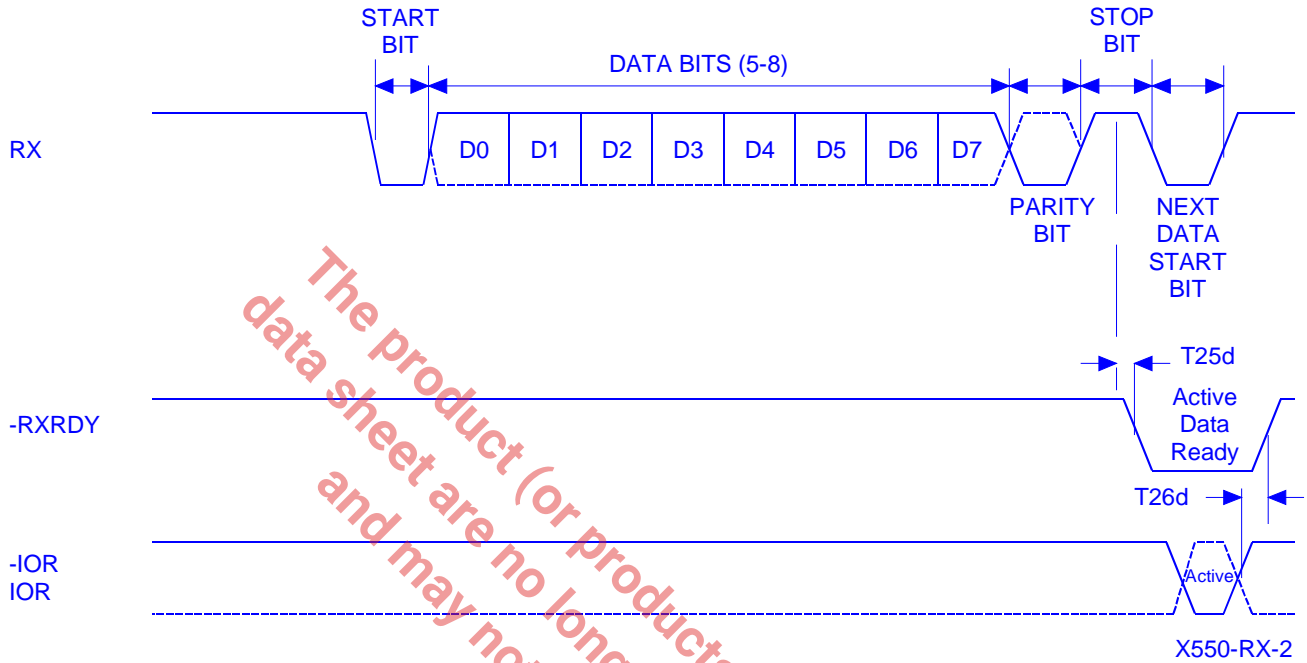 START
BIT
DATA BITS (5-8)
STOP
BIT
RX
D0 D1 D2 D3 D4 D5 D6 D7
PARITY
BIT
NEXT
DATA
START
BIT
T25d
-RXRDY
Active
Data
Ready
T26d
-IOR
IOR
Active
X550-RX-2
The product (or products
data sheet are no long
and may not